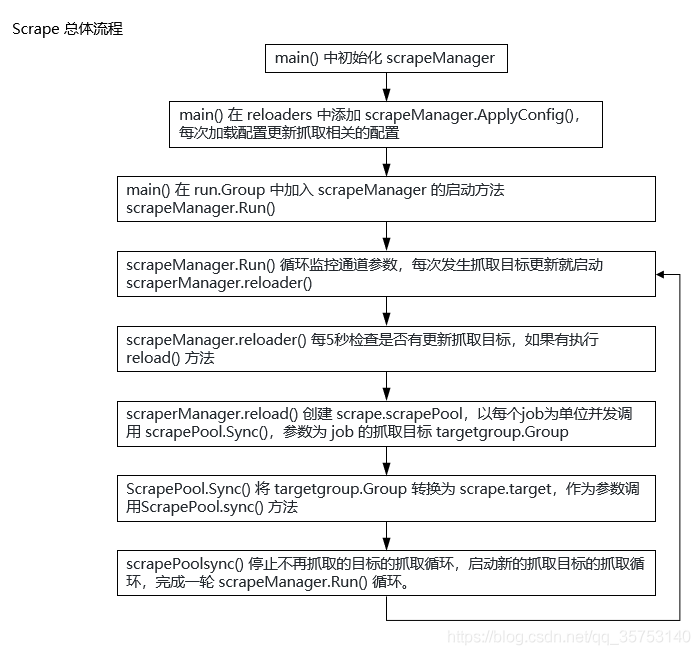 Scrape 总体流程
main() 中初始化 scrapeManager
main() 在 reloaders 中添加 scrapeManager.ApplyConfig()，
每次加载配置更新抓取相关的配置
main() 在 run.Group 中加入 scrapeManager 的启动方法
scrapeManager.Run()
scrapeManager.Run() 循环监控通道参数，每次发生抓取目标更新就启动
scraperManager.reloader()
scrapeManager.reloader() 每5秒检查是否有更新抓取目标，如果有执行
reload() 方法
scraperManager.reload() 创建 scrape.scrapePool，以每个job为单位并发调
用 scrapePool.Sync()，参数为 job 的抓取目标 targetgroup.Group
ScrapePool.Sync() 将 targetgroup.Group 转换为 scrape.target，作为参数调
用ScrapePool.sync() 方法
scrapePoolsync() 停止不再抓取的目标的抓取循环，启动新的抓取目标的抓取循
环，完成一轮 scrapeManager.Run() 循环。
https://blog.csdn.net/qq_35753140